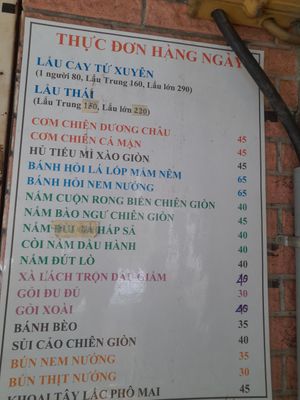 THỰC ĐƠN HÀNG NGÀY
LẨU CAY TỨ XUYÊN
(1 người 80, Lẩu Trung 160, Lẩu lớn 290)
LẨU THÁI
(Lẩu Trung 150, Lẩu lớn 220)
CƠM CHIÊN DƯƠNG CHÂU 45
CƠM CHIÊN CÁ MẶN 45
HỦ TIẾU MÌ XÀO GIÒN 45
BÁNH HỎI LÁ LỐP MẮM NÊM 65
BÁNH HỎI NEM NƯỚNG 65
NẤM CUỘN RONG BIỂN CHIÊN GIÒN 40
NẤM BÀO NGƯ CHIÊN GIÒN 45
NẤM ĐÙI GÀ HẤP SẢ 40
CÒI NẤM DẦU HÀNH 40
NẤM ĐÚT LÒ 40
XÀ LÁCH TRỘN DẦU GIẤM 40
GỎI ĐU ĐỦ 30
GỎI XOÀI 40
BÁNH BÈO 35
SỦI CẢO CHIÊN GIÒN 40
BÚN NEM NƯỚNG 35
BÚN THỊT NƯỚNG 30
KHOAI TÂY LẮC PHÔ MAI 45